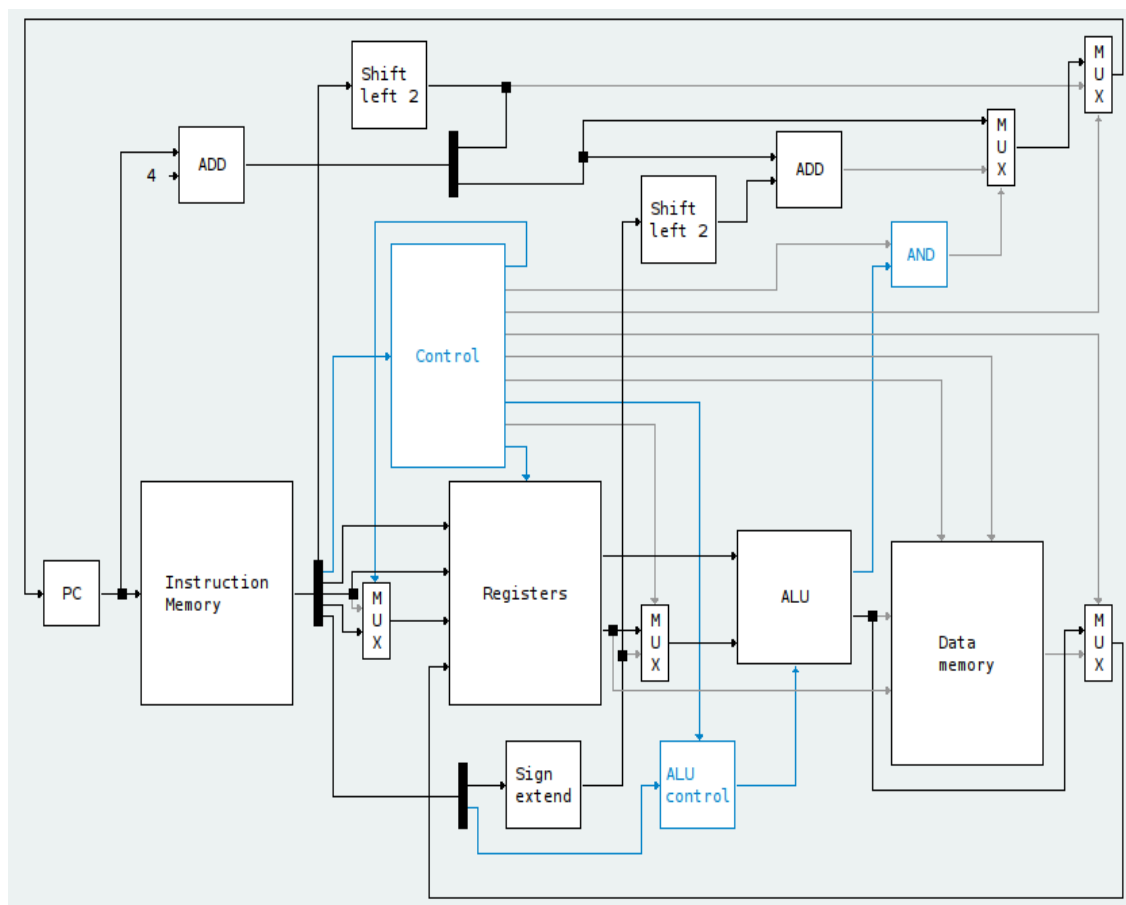 M
U
X
Shift
left 2
M
U
X
ADD
4
ADD
Shift
left 2
AND
Control
Instruction
Memory
PC
Registers
M
U
X
ALU
M
U
X
Data
memory
M
U
X
Sign
extend
ALU
control